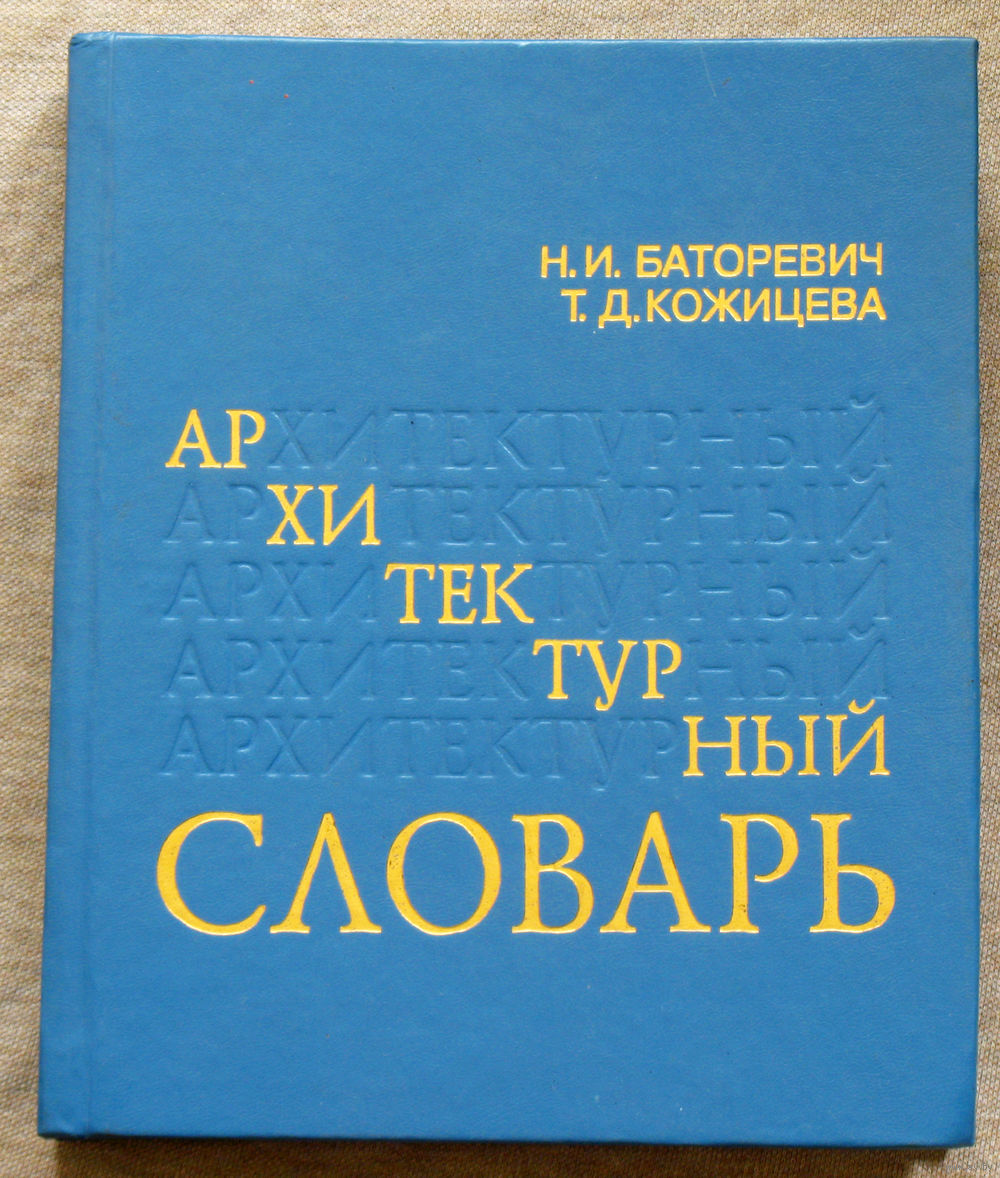 Н.И. БАТОРЕВИЧ
Т.Д.КОЖИЦЕВА
АРХИТЕКТУРНЫЙ
АРХИТЕКТУРНЫЙ
АРХИТЕКТУРНЫЙ
АРХИТЕКТУРНЫЙ
АРХИТЕКТУРНЫЙ
СЛОВАРЬ